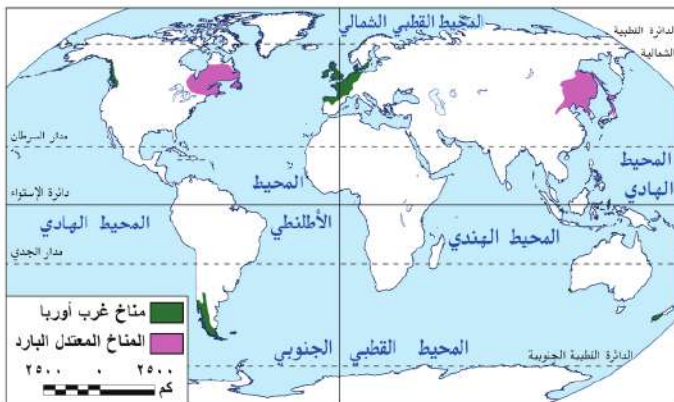 المحيط القطبي الشمالي
الدائرة القطبية
الشمالية
مدار السرطان
المحيط
الهادي
المحيط
الأطلنطي
دائرة الإستواء
المحيط الهادي
المحيط الهندي
مدار الجدي
مناخ غرب أوربا
المناخ المعتدل البارد
٢٥٠٠ ٠ ٢٥٠٠
كم
المحيط القطبي الجنوبي
الدائرة القطبية الجنوبية